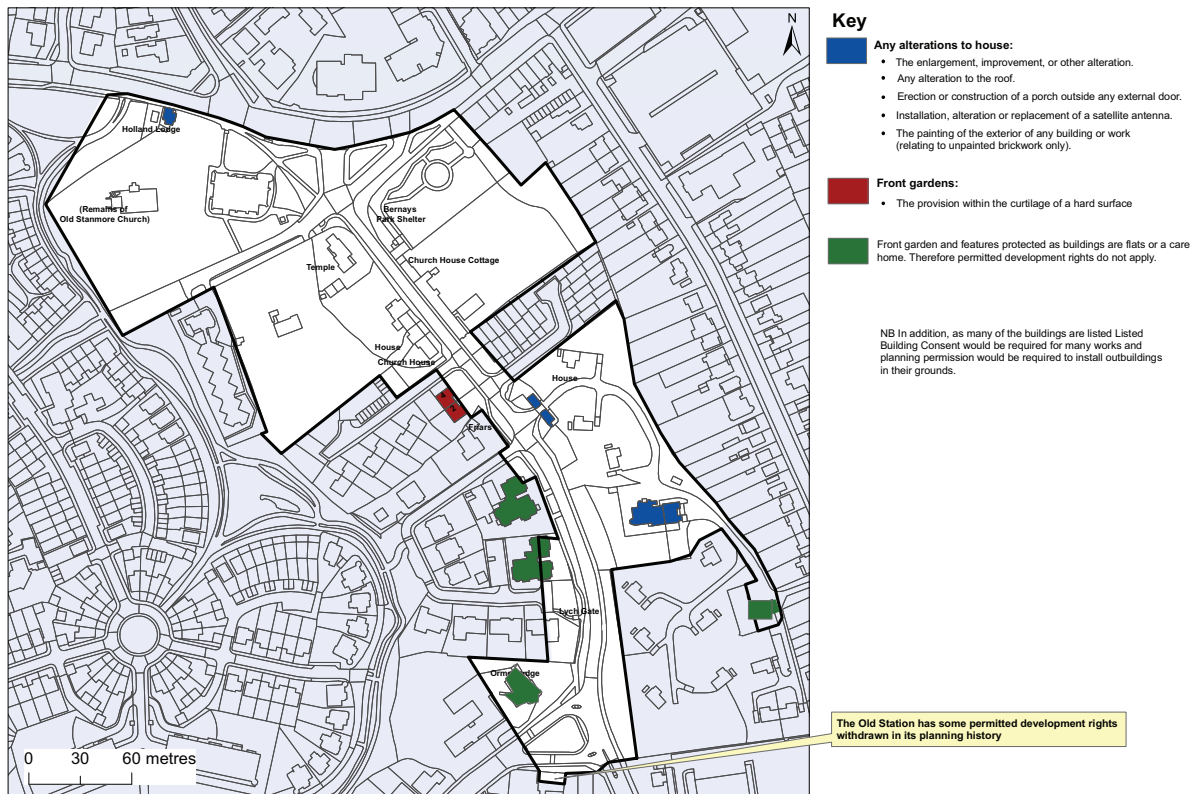 N
Holland Lodge
(Remains of
Old Stanmore Church)
Bernays
Park Shelter
Church House Cottage
Temple
House
Church House
House
4
2
Friars
Lych Gate
0 30 60 metres
Key
Any alterations to house:
• The enlargement, improvement, or other alteration.
• Any alteration to the roof.
• Erection or construction of a porch outside any external door.
• Installation, alteration or replacement of a satellite antenna.
• The painting of the exterior of any building or work
(relating to unpainted brickwork only).
Front gardens:
• The provision within the curtilage of a hard surface
Front garden and features protected as buildings are flats or a care
home. Therefore permitted development rights do not apply.
NB In addition, as many of the buildings are listed Listed
Building Consent would be required for many works and
planning permission would be required to install outbuildings
in their grounds.
The Old Station has some permitted development rights
withdrawn in its planning history